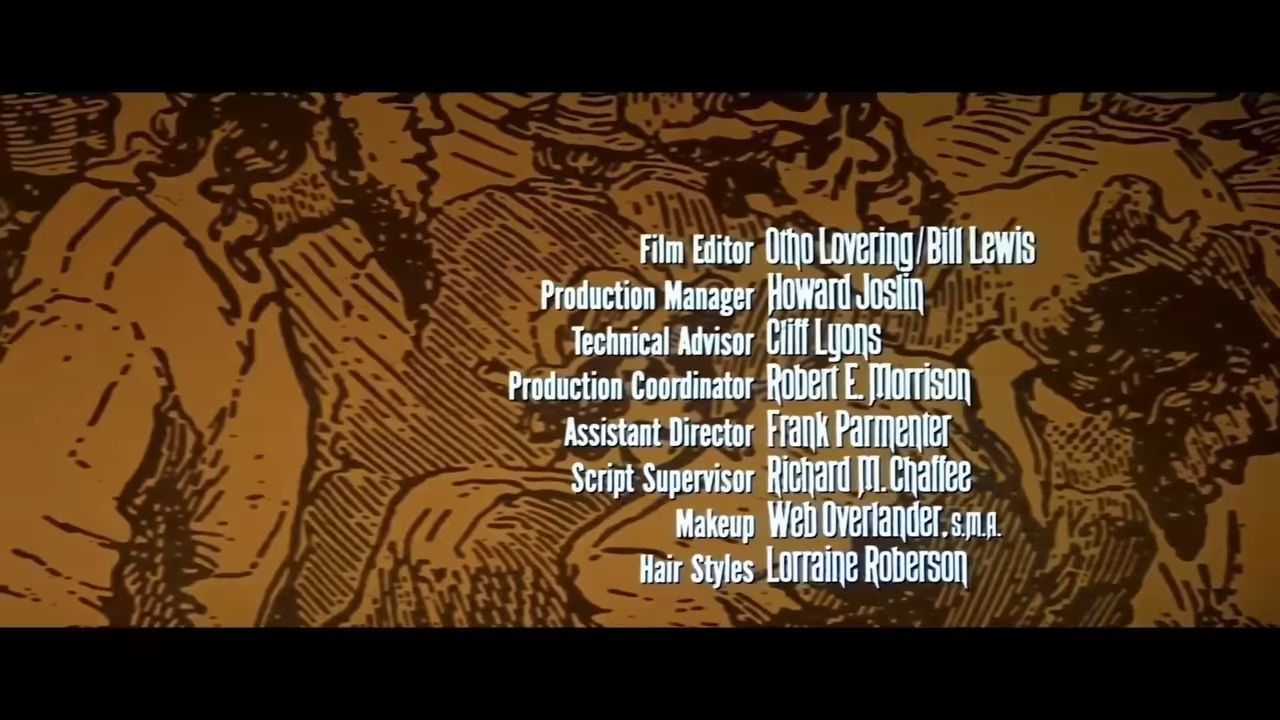 Film Editor Otho Lovering/Bill Lewis
Production Manager Howard Joslin
Technical Advisor Cliff Lyons
Production Coordinator Robert E. Morrison
Assistant Director Frank Parmenter
Script Supervisor Richard M. Chaffee
Makeup Web Overlander, S.M.A.
Hair Styles Lorraine Roberson